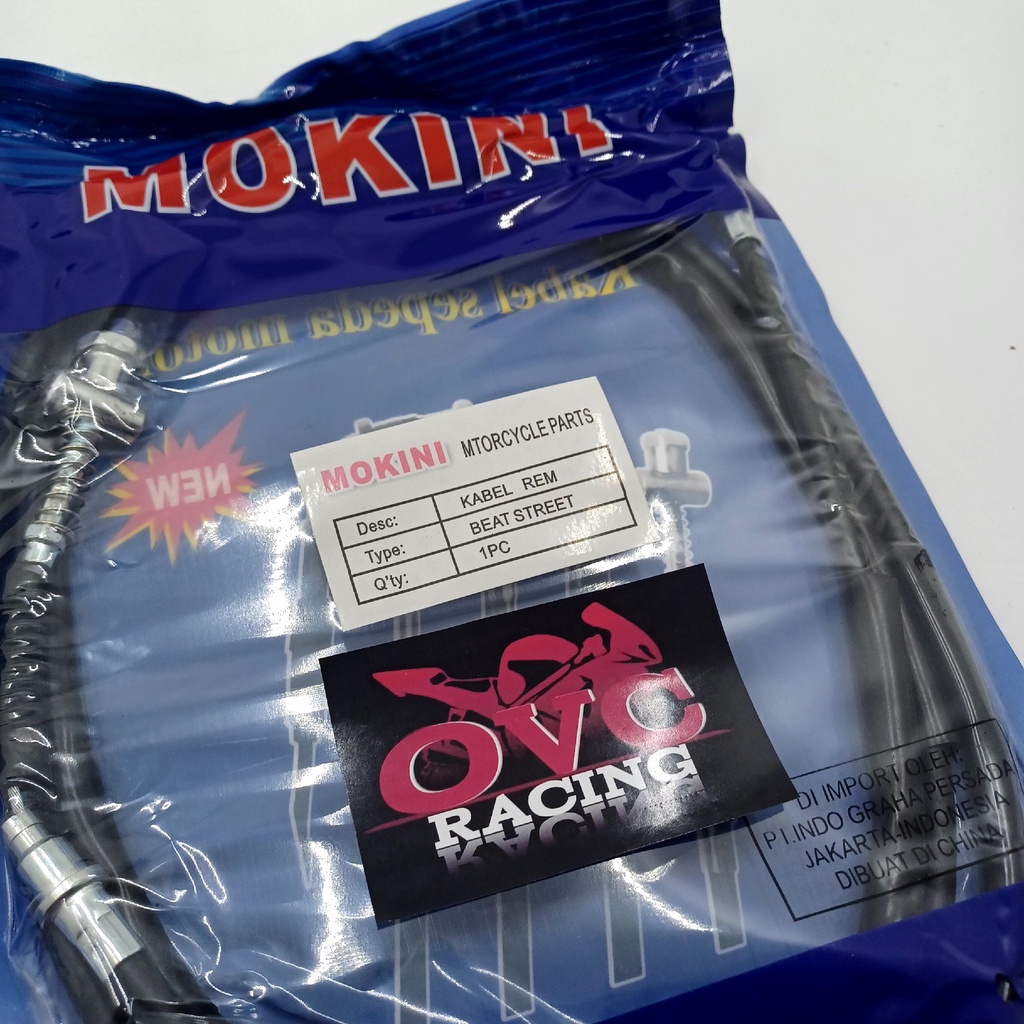 MOKINI
Kabel sepeda motor
NEW
MOKINI MTORCYCLE PARTS
Desc: KABEL REM
Type: BEAT STREET
Q'ty: 1PC
OVC
RACING
DI IMPORT OLEH:
PT.INDO GRAHA PERSADA
JAKARTA-INDONESIA
DIBUAT DI CHINA